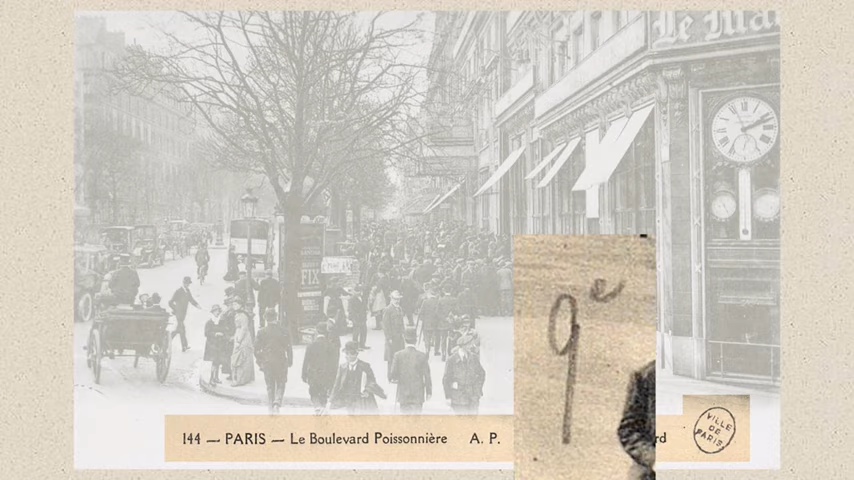 Le Ma
FIX
9e
144 — PARIS — Le Boulevard Poissonnière A. P.
rd
VILLE
DE
PARIS